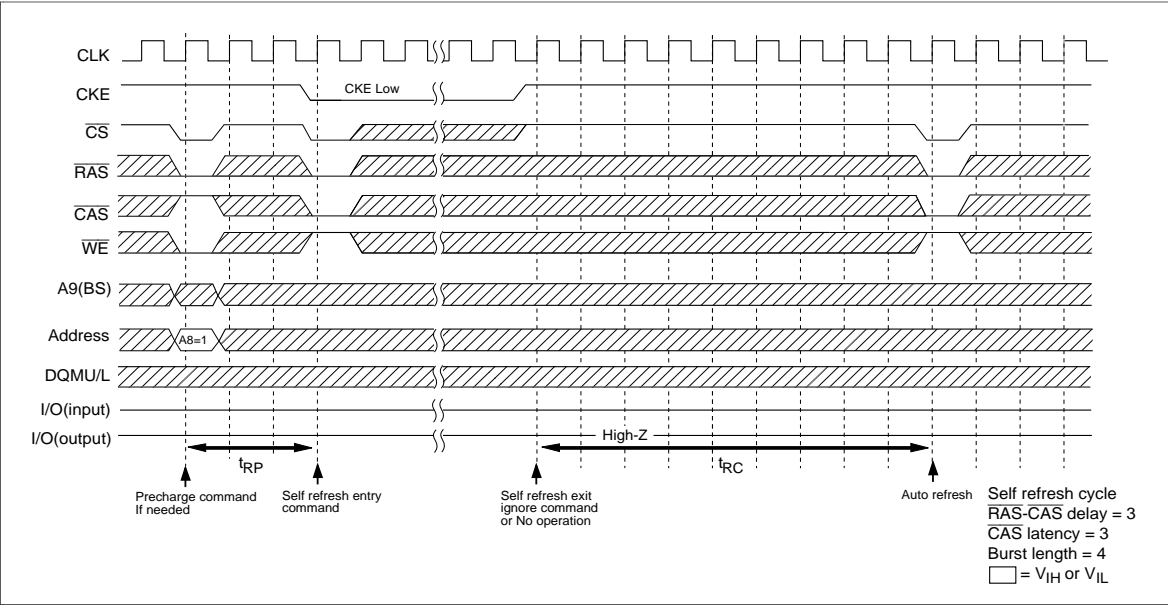 CLK
CKE
CKE Low
CS
RAS
CAS
WE
A9(BS)
Address
A8=1
DQMU/L
I/O(input)
I/O(output)
High-Z
tRP
tRC
Precharge command
If needed
Self refresh entry
command
Self refresh exit
ignore command
or No operation
Auto refresh
Self refresh cycle
RAS-CAS delay = 3
CAS latency = 3
Burst length = 4
= VIH or VIL